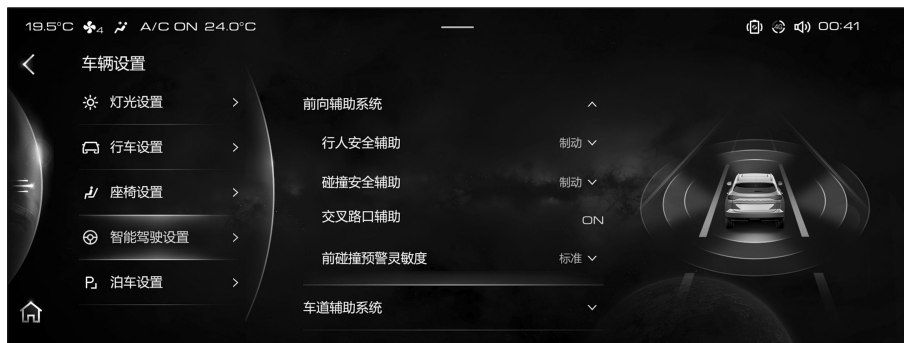 19.5°C 4 A/C ON 24.0°C 4G 00:41
车辆设置
灯光设置
行车设置
座椅设置
智能驾驶设置
P 泊车设置
前向辅助系统
行人安全辅助 制动
碰撞安全辅助 制动
交叉路口辅助 ON
前碰撞预警灵敏度 标准
车道辅助系统